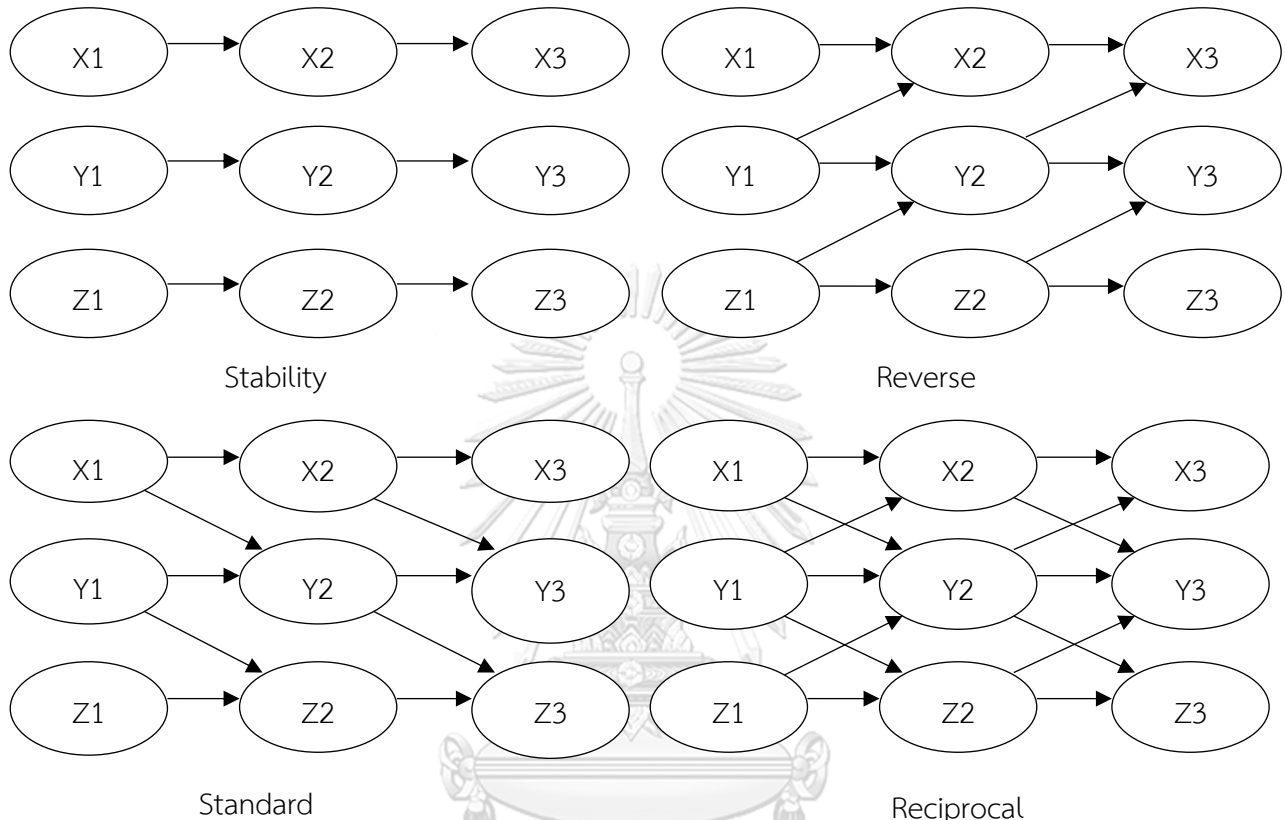 X1 X2 X3
Y1 Y2 Y3
Z1 Z2 Z3
Stability
X1 X2 X3
Y1 Y2 Y3
Z1 Z2 Z3
Reverse
X1 X2 X3
Y1 Y2 Y3
Z1 Z2 Z3
Standard
X1 X2 X3
Y1 Y2 Y3
Z1 Z2 Z3
Reciprocal